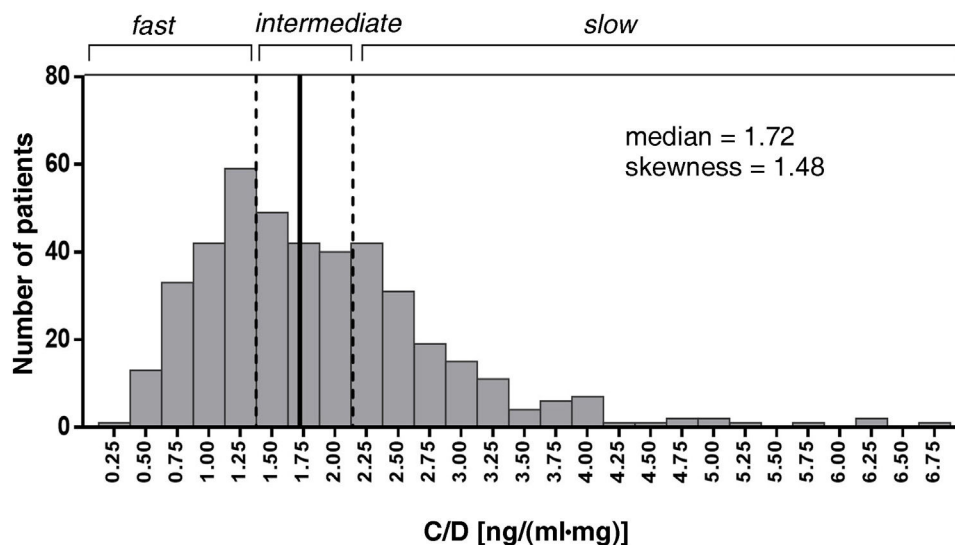 fast intermediate slow
80
60
40
20
0
Number of patients
median = 1.72
skewness = 1.48
0.25 0.50 0.75 1.00 1.25 1.50 1.75 2.00 2.25 2.50 2.75 3.00 3.25 3.50 3.75 4.00 4.25 4.50 4.75 5.00 5.25 5.50 5.75 6.00 6.25 6.50 6.75
C/D [ng/(ml·mg)]